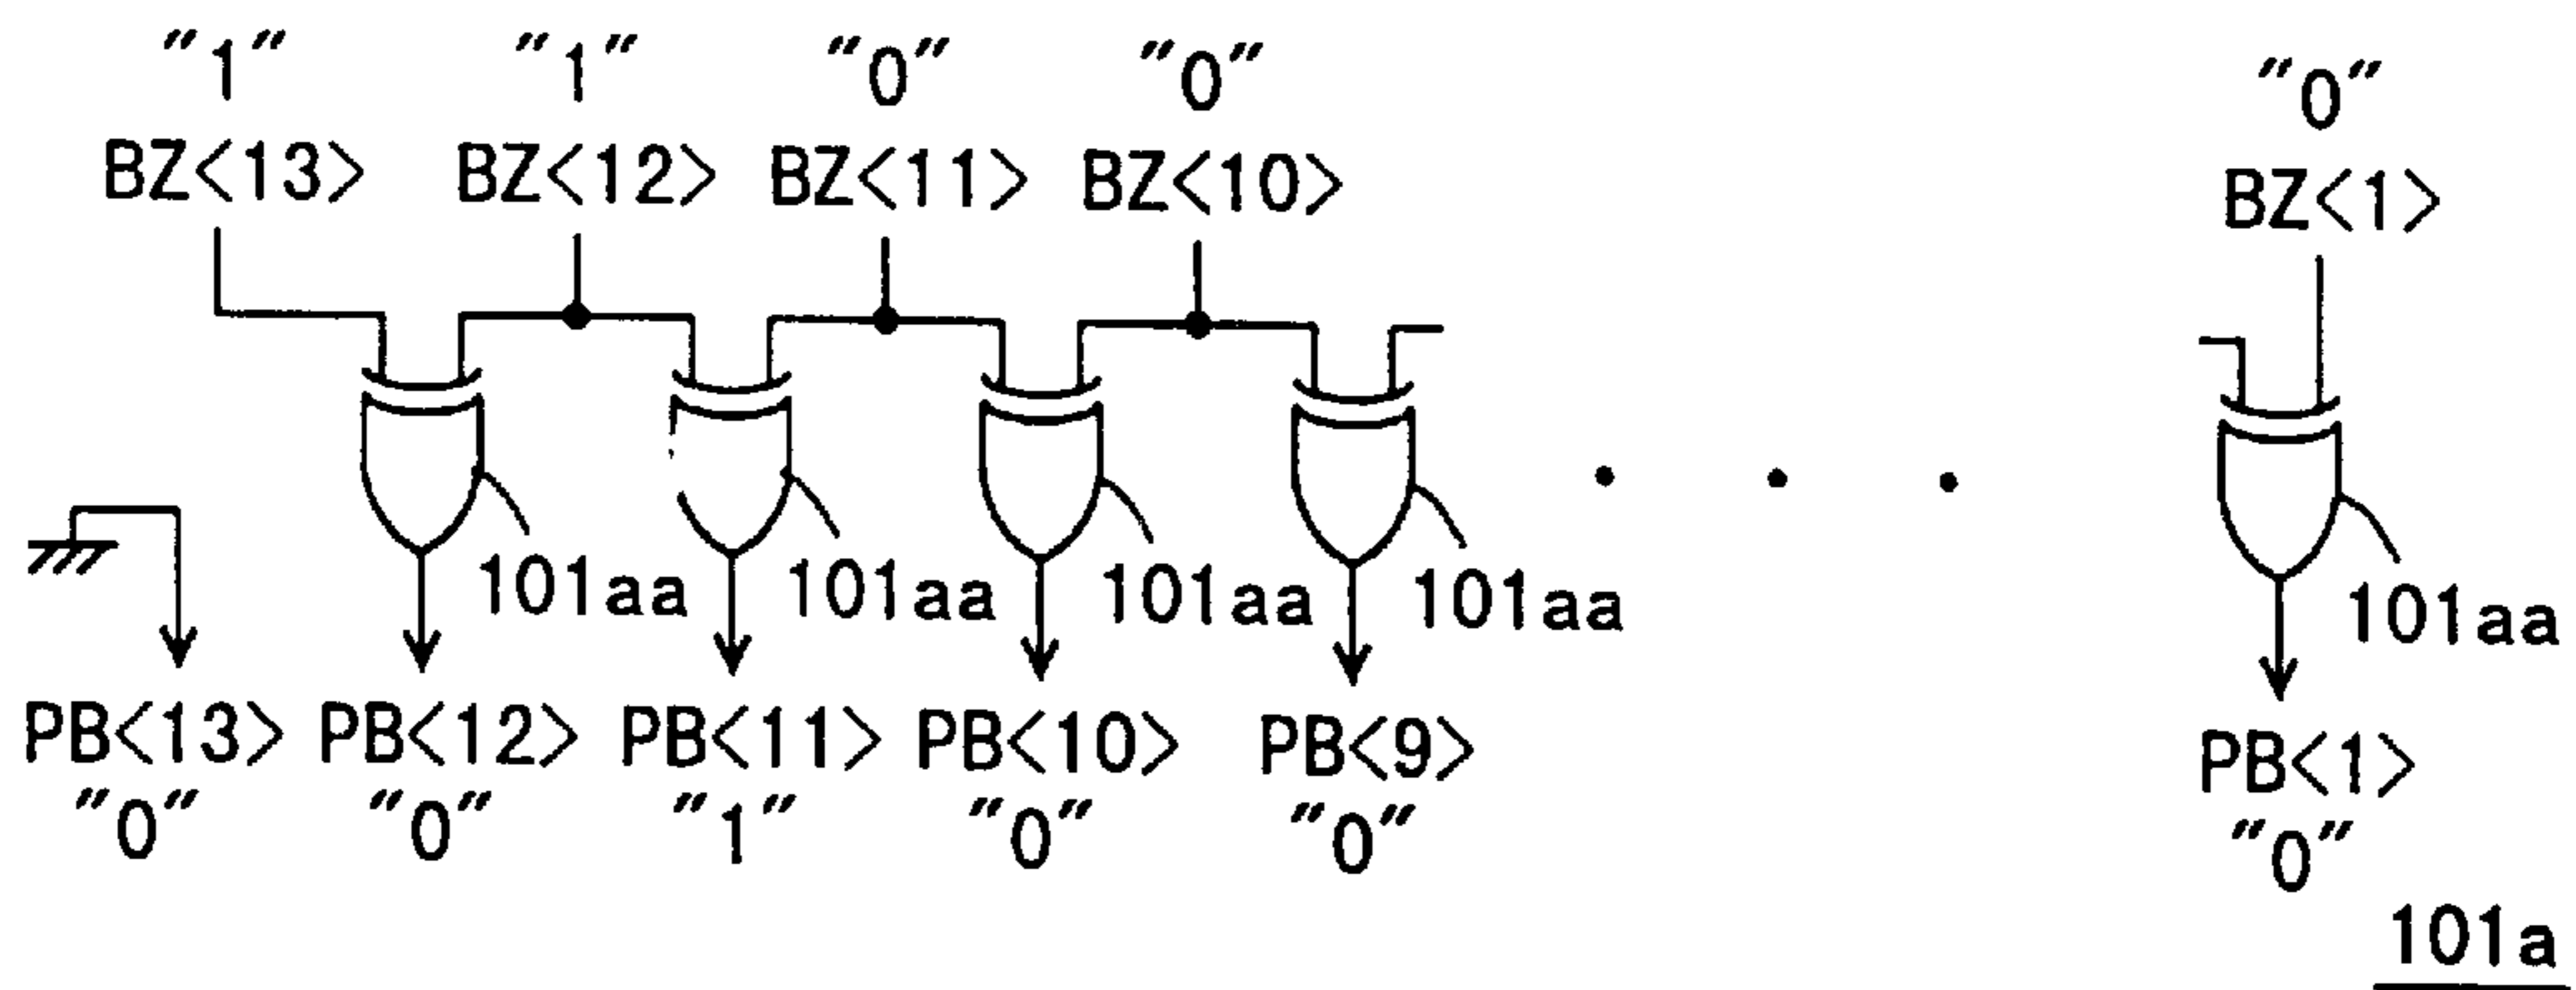 "1" "1" "0" "0" "0"
BZ<13> BZ<12> BZ<11> BZ<10> BZ<1>
101aa 101aa 101aa 101aa 101aa
PB<13> PB<12> PB<11> PB<10> PB<9> PB<1>
"0" "0" "1" "0" "0" "0"
101a